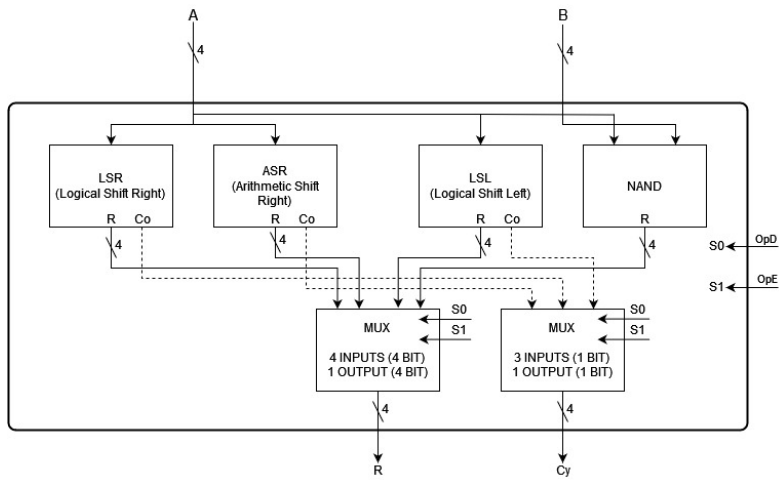 A
B
4
4
LSR
(Logical Shift Right)
R Co
ASR
(Arithmetic Shift
Right)
R Co
LSL
(Logical Shift Left)
R Co
NAND
R
4
4
4
4
S0
OpD
S1
OpE
MUX
S0
S1
4 INPUTS (4 BIT)
1 OUTPUT (4 BIT)
MUX
S0
S1
3 INPUTS (1 BIT)
1 OUTPUT (1 BIT)
4
4
R
Cy